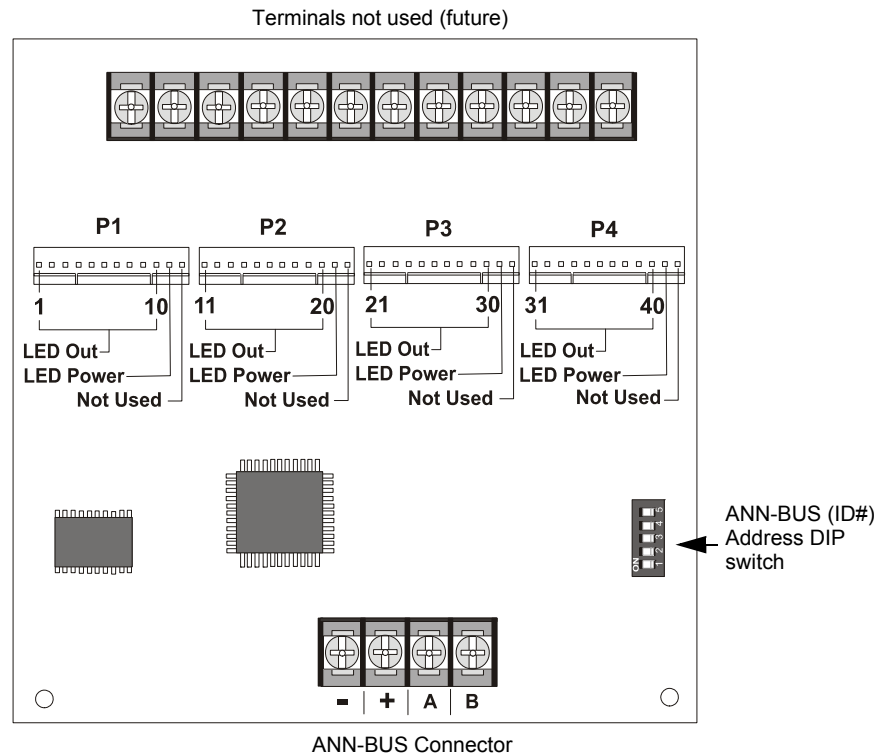 Terminals not used (future)
P1 P2 P3 P4
1 10 11 20 21 30 31 40
LED Out LED Out LED Out LED Out
LED Power LED Power LED Power LED Power
Not Used Not Used Not Used Not Used
ON 1 2 3 4 5
ANN-BUS (ID#)
Address DIP
switch
- + A B
ANN-BUS Connector